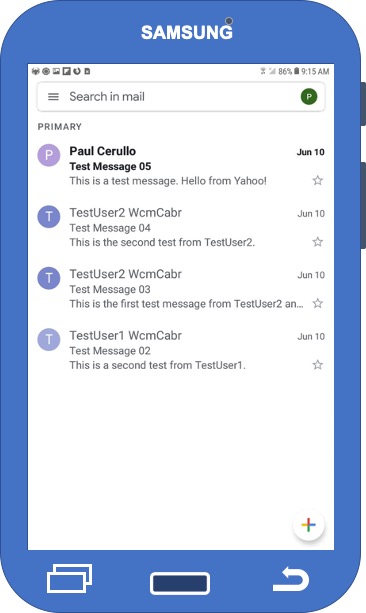 SAMSUNG
86% 9:15 AM
Search in mail
P
PRIMARY
P
Paul Cerullo
Jun 10
Test Message 05
This is a test message. Hello from Yahoo!
T
TestUser2 WcmCabr
Jun 10
Test Message 04
This is the second test from TestUser2.
T
TestUser2 WcmCabr
Jun 10
Test Message 03
This is the first test message from TestUser2 an...
T
TestUser1 WcmCabr
Jun 10
Test Message 02
This is a second test from TestUser1.